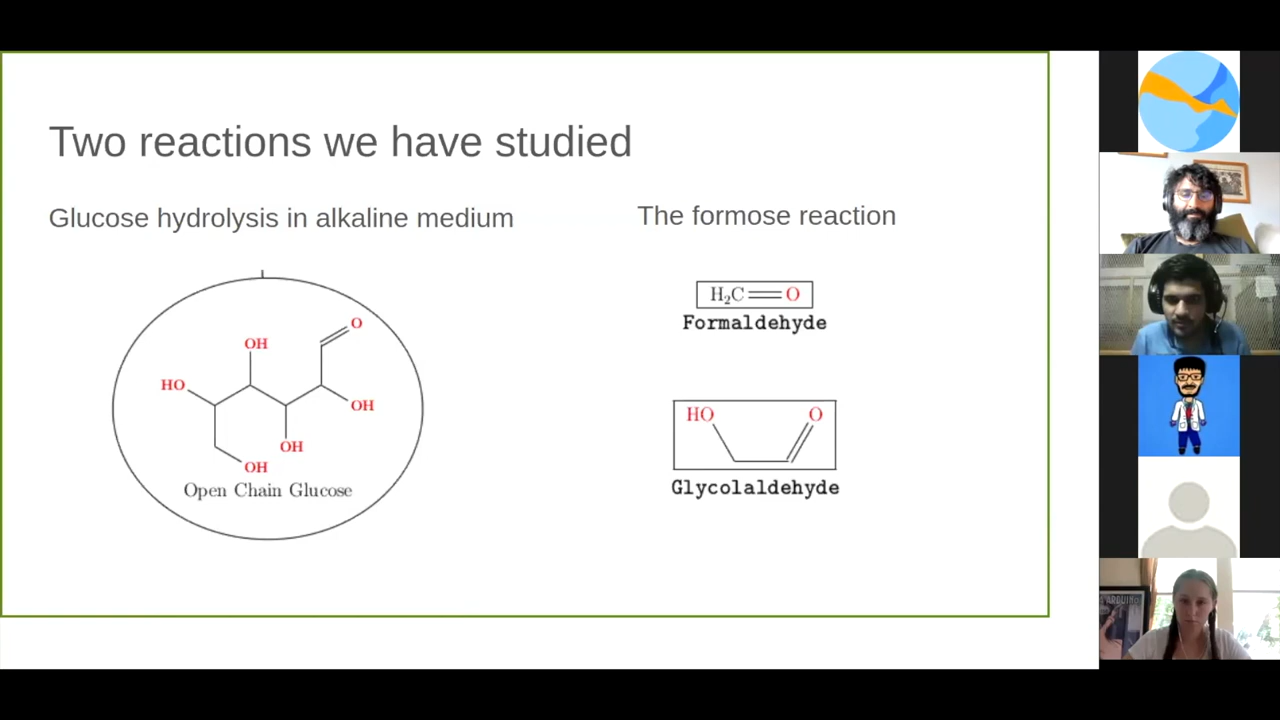 Two reactions we have studied
Glucose hydrolysis in alkaline medium
The formose reaction
O
OH
HO
OH
OH
OH
Open Chain Glucose
H₂C O
Formaldehyde
HO O
Glycolaldehyde
ARDUINO